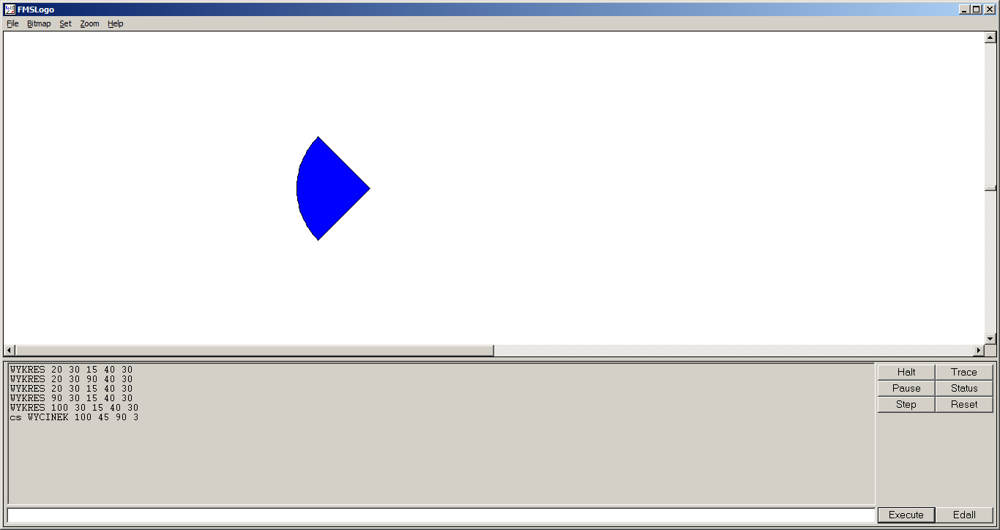 FMSLogo
File Bitmap Set Zoom Help
WYKRES 20 30 15 40 30
WYKRES 20 30 90 40 30
WYKRES 20 30 15 40 30
WYKRES 90 30 15 40 30
WYKRES 100 30 15 40 30
cs WYCINEK 100 45 90 3
Halt Trace
Pause Status
Step Reset
Execute Edall